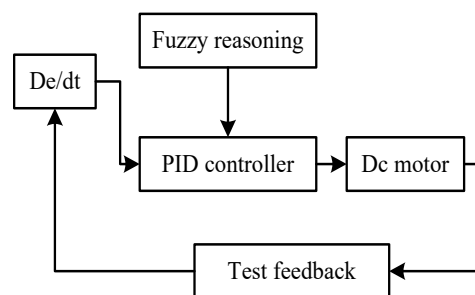 Fuzzy reasoning
De/dt
PID controller
Dc motor
Test feedback